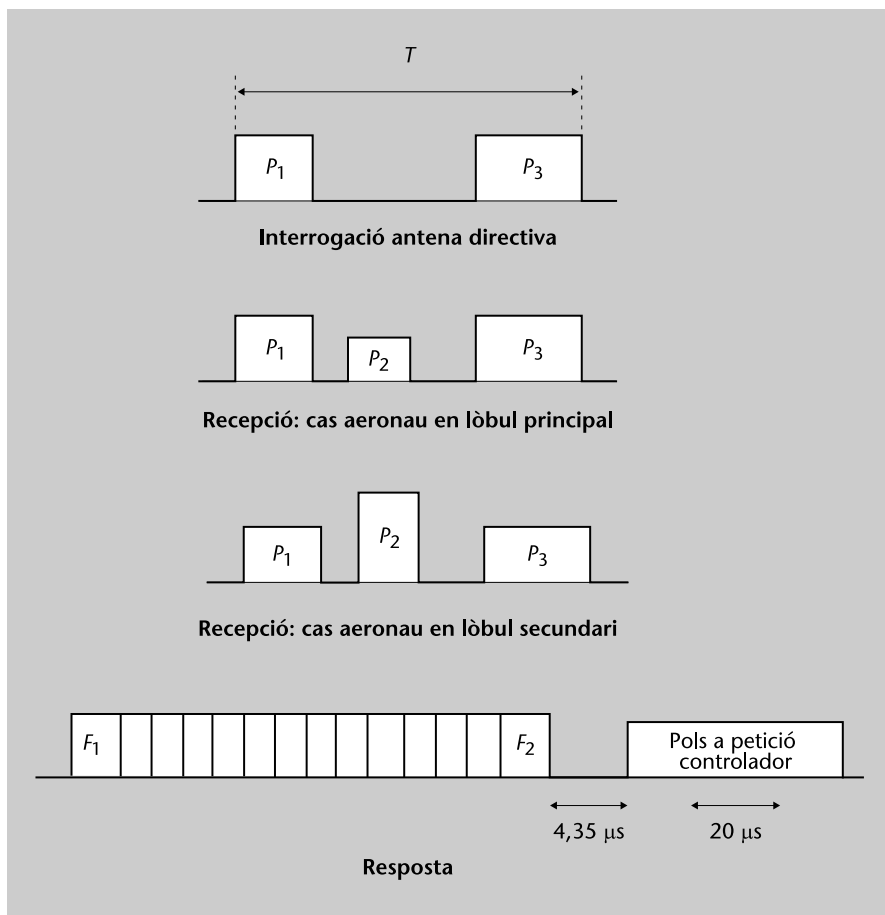 T
P1 P3
Interrogació antena directiva
P1 P2 P3
Recepció: cas aeronau en lòbul principal
P1 P2 P3
Recepció: cas aeronau en lòbul secundari
F1 F2 Pols a petició
controlador
4,35 μs 20 μs
Resposta